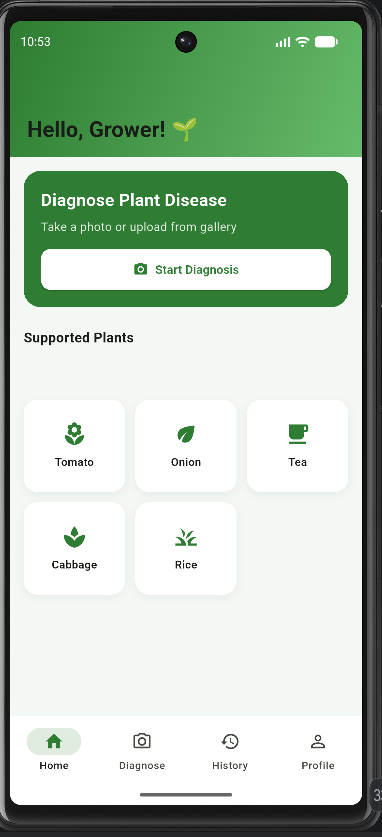 10:53
Hello, Grower! 🌱
Diagnose Plant Disease
Take a photo or upload from gallery
Start Diagnosis
Supported Plants
Tomato
Onion
Tea
Cabbage
Rice
Home
Diagnose
History
Profile